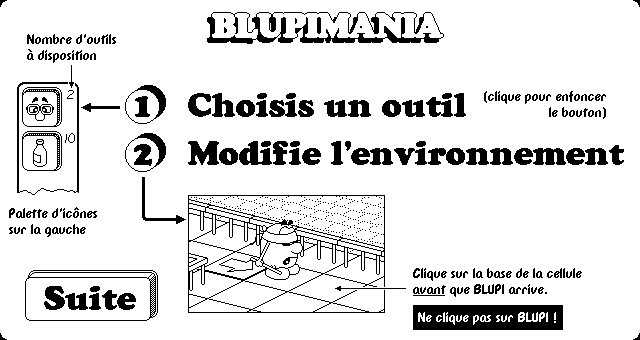 BLUPIMANIA
Nombre d'outils
à disposition
2
10
1 Choisis un outil
(clique pour enfoncer
le bouton)
2 Modifie l'environnement
Palette d'icônes
sur la gauche
Clique sur la base de la cellule
avant que BLUPI arrive.
Ne clique pas sur BLUPI !
Suite